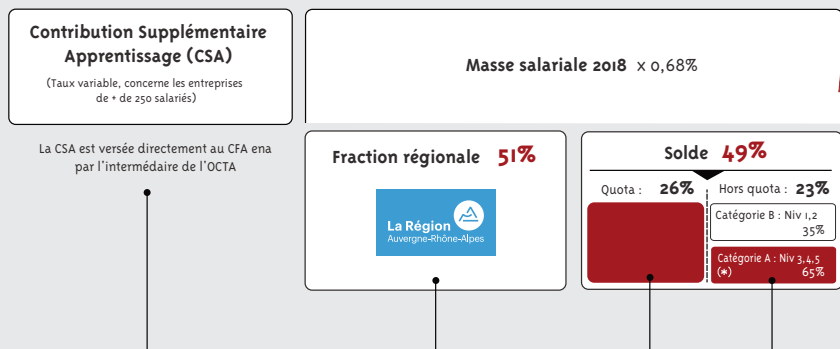 Contribution Supplémentaire
Apprentissage (CSA)
(Taux variable, concerne les entreprises
de + de 250 salariés)
La CSA est versée directement au CFA ena
par l'intermédaire de l'OCTA
Masse salariale 2018 x 0,68%
Fraction régionale 51%
La Région
Auvergne-Rhône-Alpes
Solde 49%
Quota : 26%
Hors quota : 23%
Catégorie B : Niv 1,2
35%
Catégorie A : Niv 3,4,5
(*) 65%